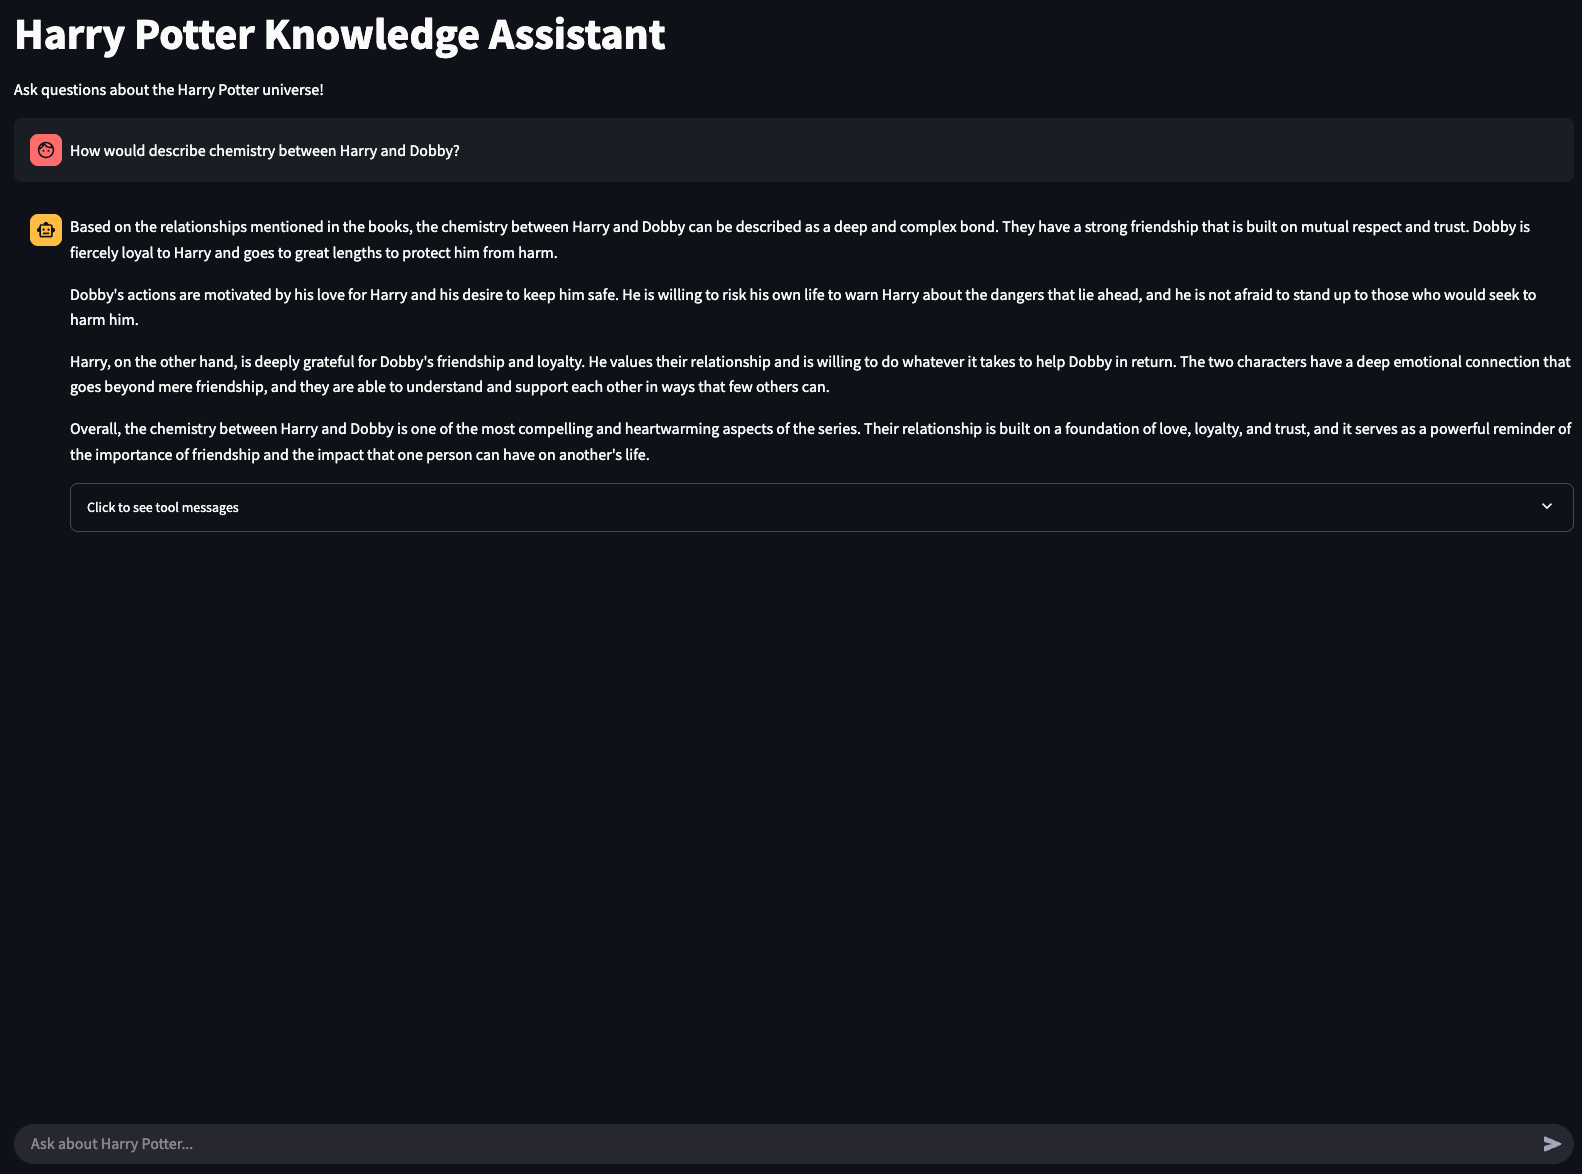 Harry Potter Knowledge Assistant
Ask questions about the Harry Potter universe!
How would describe chemistry between Harry and Dobby?
Based on the relationships mentioned in the books, the chemistry between Harry and Dobby can be described as a deep and complex bond. They have a strong friendship that is built on mutual respect and trust. Dobby is
fiercely loyal to Harry and goes to great lengths to protect him from harm.
Dobby's actions are motivated by his love for Harry and his desire to keep him safe. He is willing to risk his own life to warn Harry about the dangers that lie ahead, and he is not afraid to stand up to those who would seek to
harm him.
Harry, on the other hand, is deeply grateful for Dobby's friendship and loyalty. He values their relationship and is willing to do whatever it takes to help Dobby in return. The two characters have a deep emotional connection that
goes beyond mere friendship, and they are able to understand and support each other in ways that few others can.
Overall, the chemistry between Harry and Dobby is one of the most compelling and heartwarming aspects of the series. Their relationship is built on a foundation of love, loyalty, and trust, and it serves as a powerful reminder of
the importance of friendship and the impact that one person can have on another's life.
Click to see tool messages
Ask about Harry Potter...